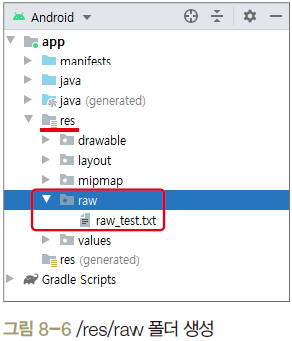 Android
app
manifests
java
java (generated)
res
drawable
layout
mipmap
raw
raw_test.txt
values
res (generated)
Gradle Scripts
그림 8-6 /res/raw 폴더 생성